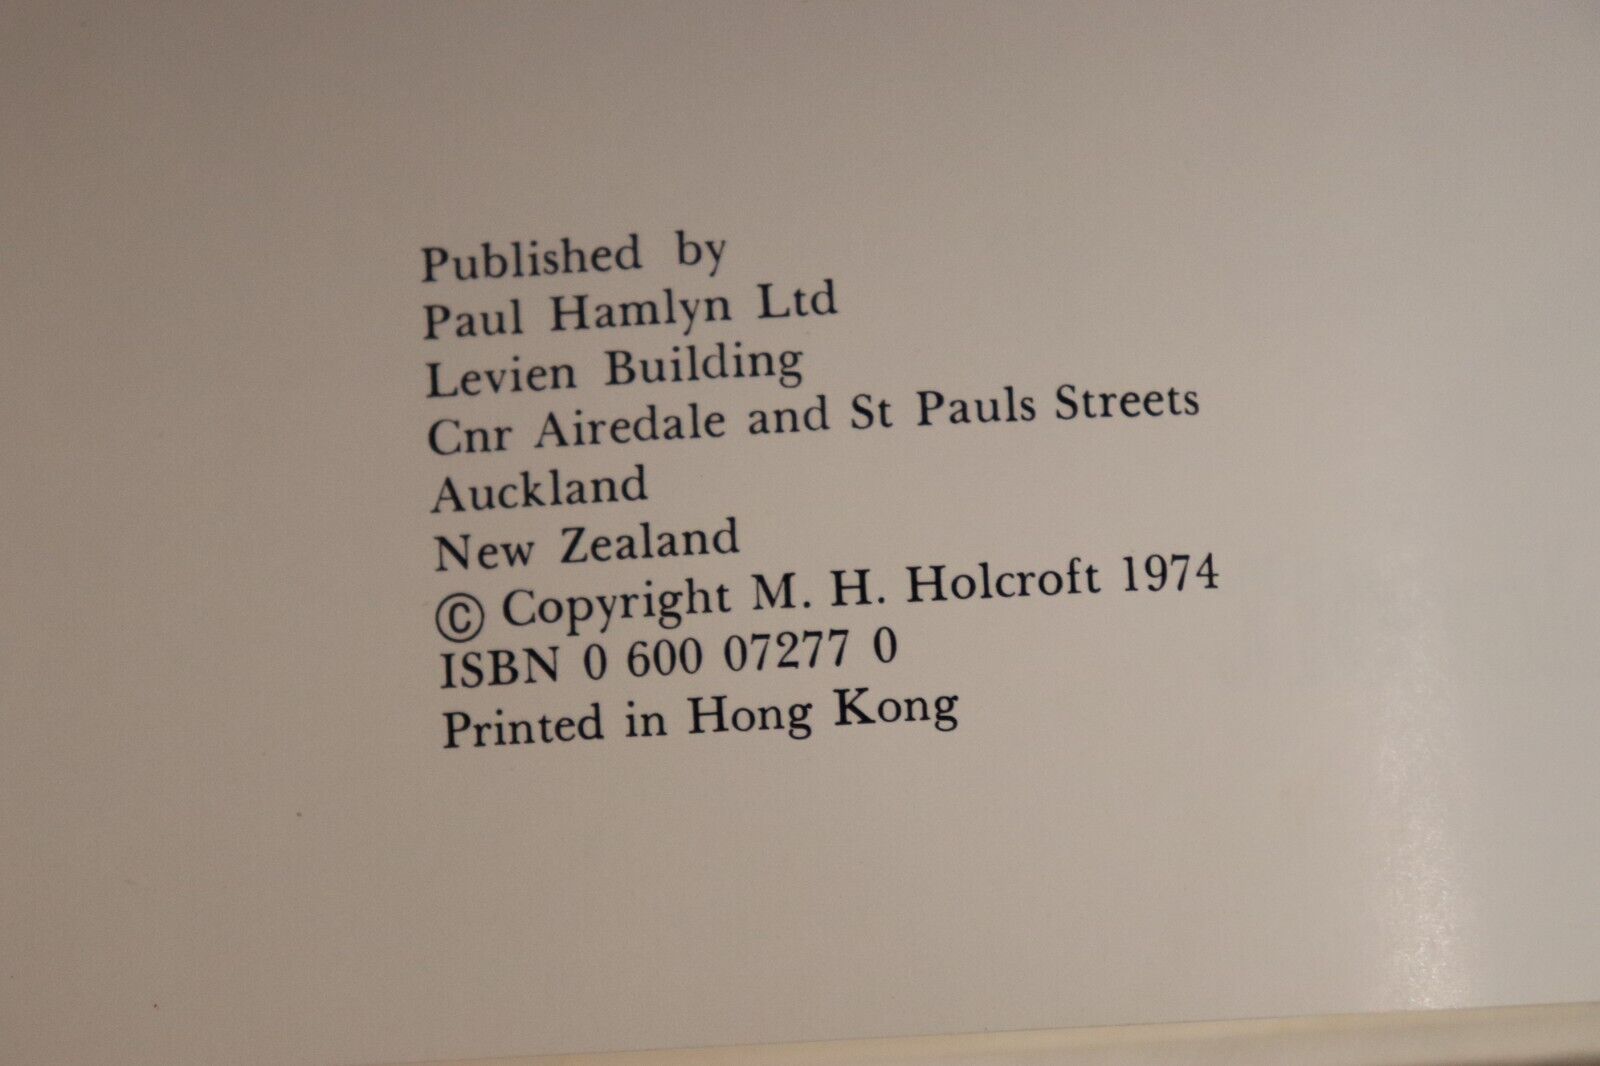 Published by
Paul Hamlyn Ltd
Levien Building
Cnr Airedale and St Pauls Streets
Auckland
New Zealand
© Copyright M. H. Holcroft 1974
ISBN 0 600 07277 0
Printed in Hong Kong